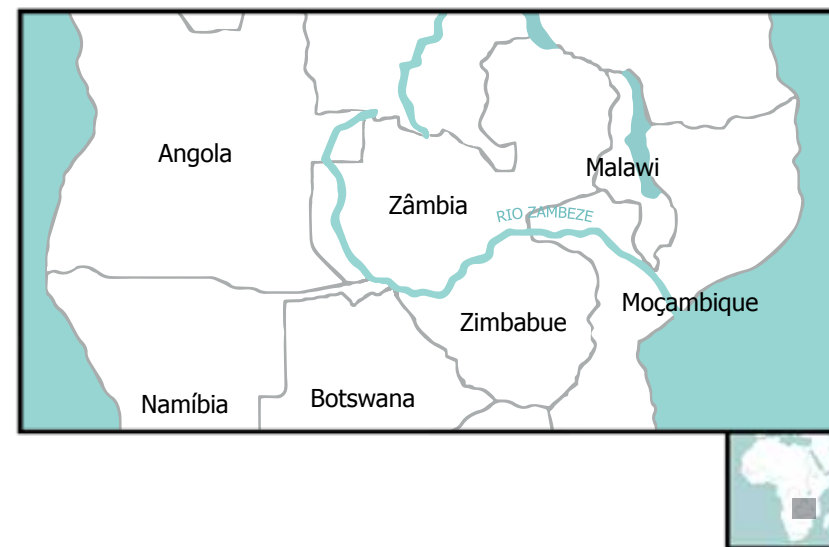 Angola
Malawi
Zâmbia
RIO ZAMBEZE
Moçambique
Zimbabue
Botswana
Namíbia